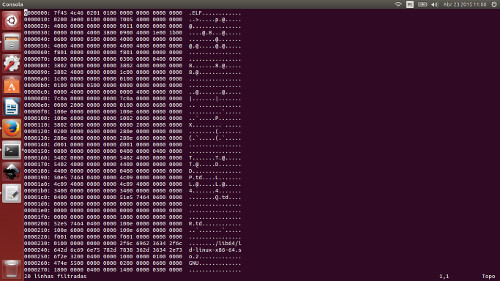 Consola
Abr 23 2015 11:00
0000000: 7f45 4c46 0201 0100 0000 0000 0000 0000 .ELF............
0000010: 0200 3e00 0100 0000 7005 4000 0000 0000 ..>.....p.@.....
0000020: 4000 0000 0000 0000 9011 0000 0000 0000 @...............
0000030: 0000 0000 4000 3800 0900 4000 1e00 1b00 ....@.8...@.....
0000040: 0600 0000 0500 0000 4000 0000 0000 0000 ........@.......
0000050: 4000 4000 0000 0000 4000 4000 0000 0000 @.@.....@.@.....
0000060: f801 0000 0000 0000 f801 0000 0000 0000 ................
0000070: 0800 0000 0000 0000 0300 0000 0400 0000 ................
0000080: 3802 0000 0000 0000 3802 4000 0000 0000 8.......8.@.....
0000090: 3802 4000 0000 0000 1c00 0000 0000 0000 8.@.............
00000a0: 1c00 0000 0000 0000 0100 0000 0000 0000 ................
00000b0: 0100 0000 0500 0000 0000 0000 0000 0000 ................
00000c0: 0000 4000 0000 0000 0000 4000 0000 0000 ..@.......@.....
00000d0: 7c0a 0000 0000 0000 7c0a 0000 0000 0000 |.......|.......
00000e0: 0000 2000 0000 0000 0100 0000 0600 0000 .. .............
00000f0: 100e 0000 0000 0000 100e 6000 0000 0000 ..........`.....
0000100: 100e 6000 0000 0000 5002 0000 0000 0000 ..`.....P.......
0000110: 5802 0000 0000 0000 0000 2000 0000 0000 X......... .....
0000120: 0200 0000 0600 0000 280e 0000 0000 0000 ........(.......
0000130: 280e 6000 0000 0000 280e 6000 0000 0000 (.`.....(.`.....
0000140: d001 0000 0000 0000 d001 0000 0000 0000 ................
0000150: 0800 0000 0000 0000 0400 0000 0400 0000 ................
0000160: 5402 0000 0000 0000 5402 4000 0000 0000 T.......T.@.....
0000170: 5402 4000 0000 0000 4400 0000 0000 0000 T.@.....D.......
0000180: 4400 0000 0000 0000 0400 0000 0000 0000 D...............
0000190: 50e5 7464 0400 0000 4c09 0000 0000 0000 P.td....L.......
00001a0: 4c09 4000 0000 0000 4c09 4000 0000 0000 L.@.....L.@.....
00001b0: 3400 0000 0000 0000 3400 0000 0000 0000 4.......4.......
00001c0: 0400 0000 0000 0000 51e5 7464 0600 0000 ........Q.td....
00001d0: 0000 0000 0000 0000 0000 0000 0000 0000 ................
00001e0: 0000 0000 0000 0000 0000 0000 0000 0000 ................
00001f0: 0000 0000 0000 0000 1000 0000 0000 0000 ................
0000200: 52e5 7464 0400 0000 100e 0000 0000 0000 R.td............
0000210: 100e 6000 0000 0000 100e 6000 0000 0000 ..`.......`.....
0000220: f001 0000 0000 0000 f001 0000 0000 0000 ................
0000230: 0100 0000 0000 0000 2f6c 6962 3634 2f6c ......../lib64/l
0000240: 642d 6c69 6e75 782d 7838 362d 3634 2e73 d-linux-x86-64.s
0000250: 6f2e 3200 0400 0000 1000 0000 0100 0000 o.2.............
0000260: 474e 5500 0000 0000 0200 0000 0600 0000 GNU.............
0000270: 1800 0000 0400 0000 1400 0000 0300 0000 ................
20 linhas filtradas 1,1 Topo